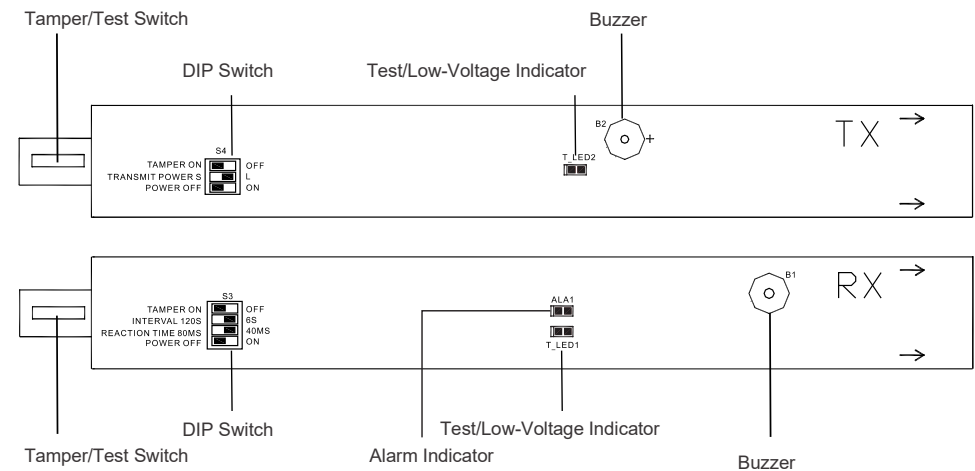 Tamper/Test Switch
Buzzer
DIP Switch
Test/Low-Voltage Indicator
B2
+
TX
S4
T_LED2
TAMPER ON OFF
TRANSMIT POWER S L
POWER OFF ON
B1
RX
S3
ALA1
TAMPER ON OFF
INTERVAL 120S 6S
REACTION TIME 80MS 40MS
POWER OFF ON
T_LED1
DIP Switch
Test/Low-Voltage Indicator
Tamper/Test Switch
Alarm Indicator
Buzzer